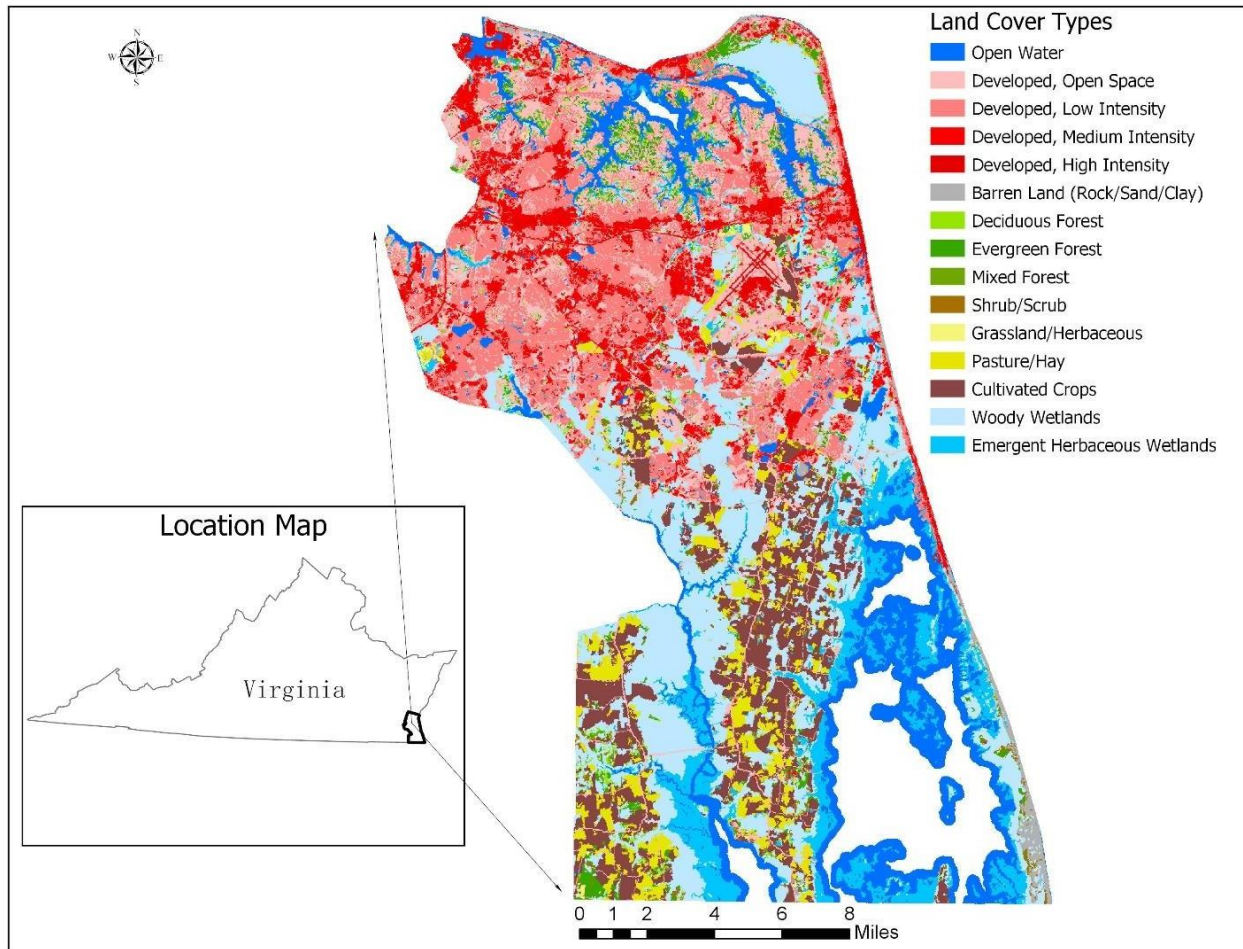 Land Cover Types
Open Water
Developed, Open Space
Developed, Low Intensity
Developed, Medium Intensity
Developed, High Intensity
Barren Land (Rock/Sand/Clay)
Deciduous Forest
Evergreen Forest
Mixed Forest
Shrub/Scrub
Grassland/Herbaceous
Pasture/Hay
Cultivated Crops
Woody Wetlands
Emergent Herbaceous Wetlands
N
W E
S
Location Map
Virginia
0 1 2 4 6 8
Miles